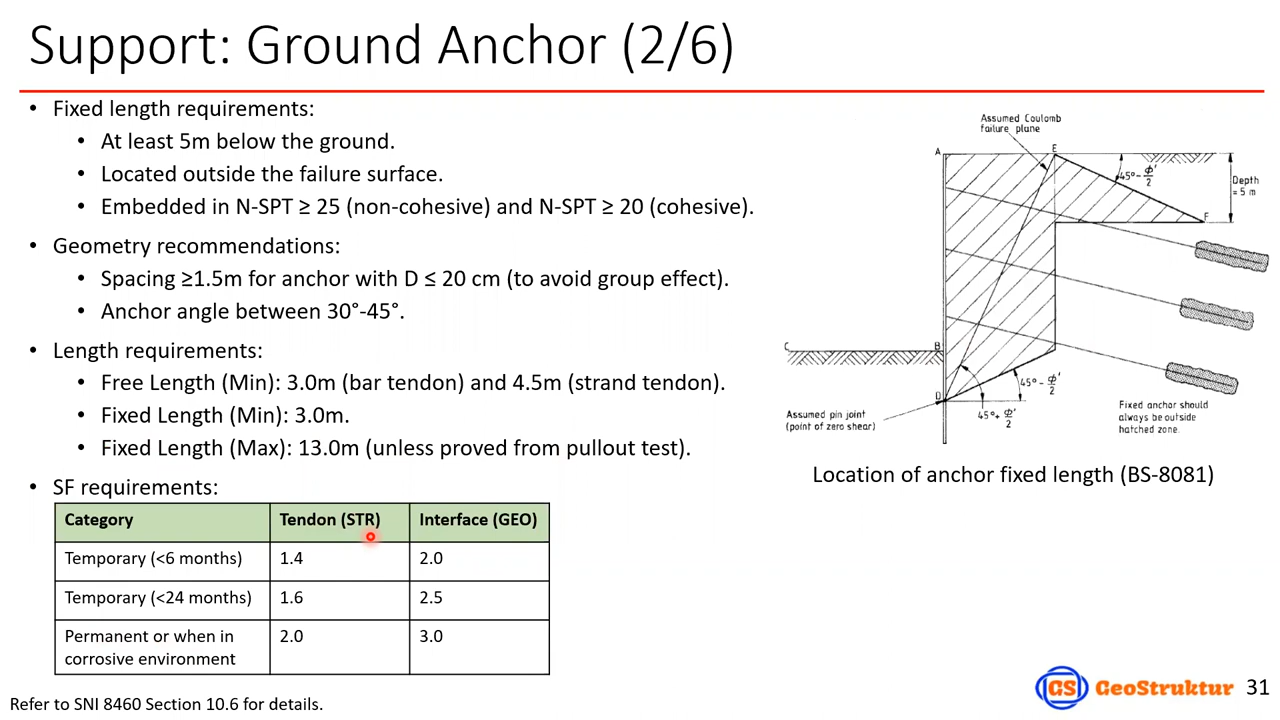 Support: Ground Anchor (2/6)
• Fixed length requirements:
• At least 5m below the ground.
• Located outside the failure surface.
• Embedded in N-SPT ≥ 25 (non-cohesive) and N-SPT ≥ 20 (cohesive).
• Geometry recommendations:
• Spacing ≥1.5m for anchor with D ≤ 20 cm (to avoid group effect).
• Anchor angle between 30°-45°.
• Length requirements:
• Free Length (Min): 3.0m (bar tendon) and 4.5m (strand tendon).
• Fixed Length (Min): 3.0m.
• Fixed Length (Max): 13.0m (unless proved from pullout test).
• SF requirements:
Category Tendon (STR) Interface (GEO)
Temporary (<6 months) 1.4 2.0
Temporary (<24 months) 1.6 2.5
Permanent or when in 2.0 3.0
corrosive environment
Refer to SNI 8460 Section 10.6 for details.
Assumed Coulomb
failure plane
A
E
45°- ϕ'/2
Depth
= 5 m
F
C
B
D
45°- ϕ'/2
45°+ ϕ'/2
Assumed pin joint
(point of zero shear)
Fixed anchor should
always be outside
hatched zone.
Location of anchor fixed length (BS-8081)
GS GeoStruktur 31